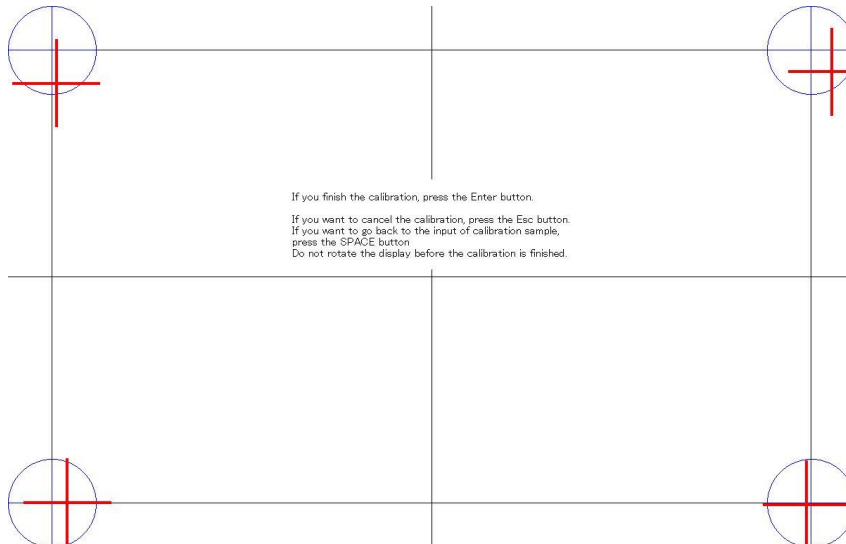 If you finish the calibration, press the Enter button.
If you want to cancel the calibration, press the Esc button.
If you want to go back to the input of calibration sample,
press the SPACE button
Do not rotate the display before the calibration is finished.